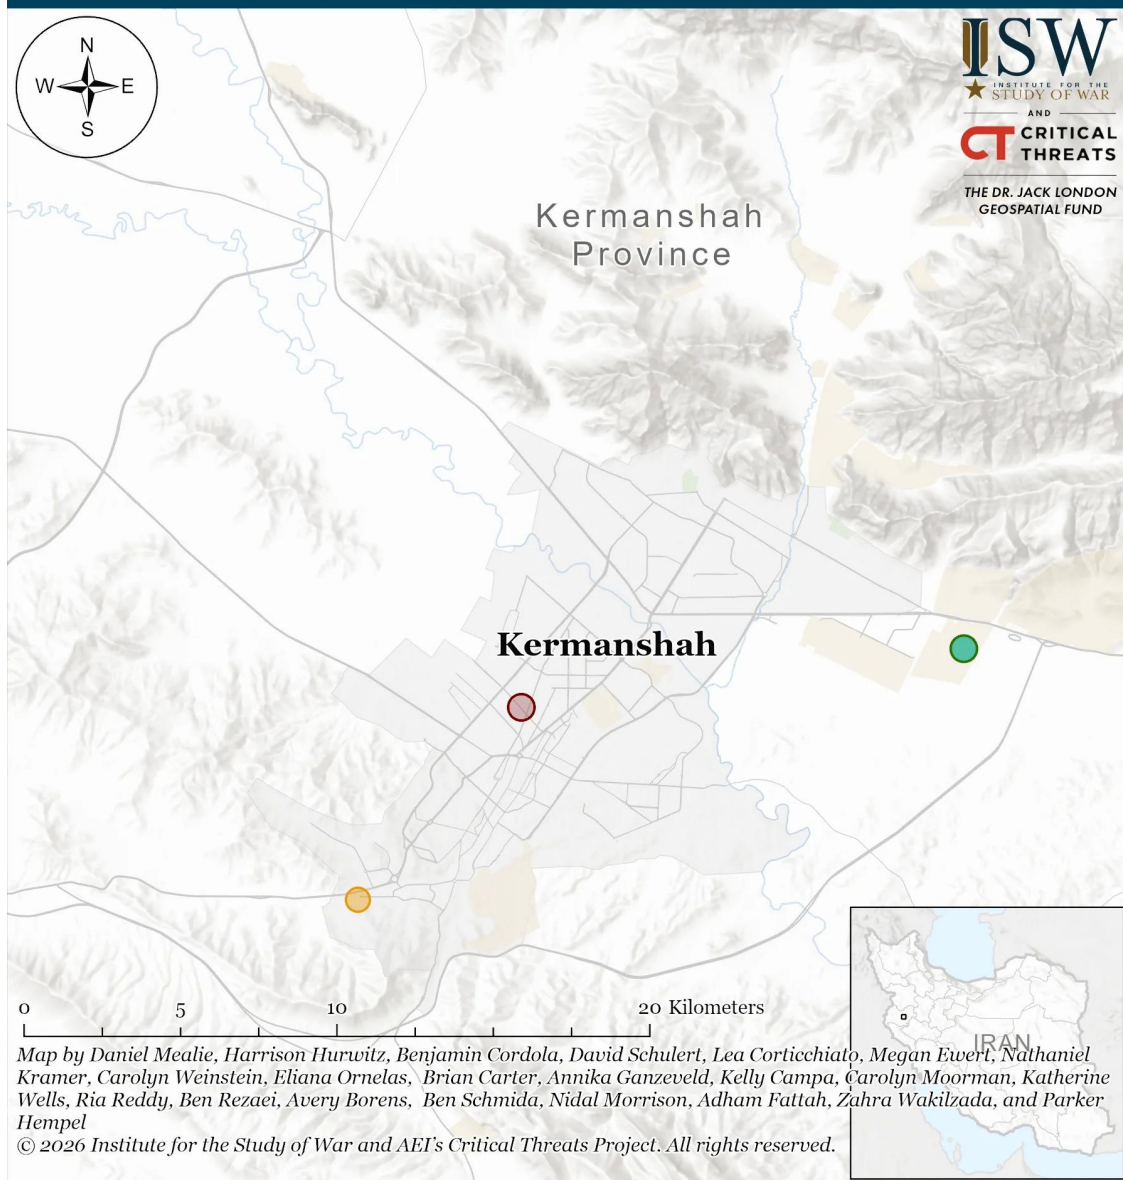 N
W E
S
ISW
INSTITUTE FOR THE
STUDY OF WAR
AND
CT CRITICAL
THREATS
THE DR. JACK LONDON
GEOSPATIAL FUND
Kermanshah
Province
Kermanshah
0 5 10 20 Kilometers
IRAN
Map by Daniel Mealie, Harrison Hurwitz, Benjamin Cordola, David Schulert, Lea Corticchiato, Megan Ewert, Nathaniel
Kramer, Carolyn Weinstein, Eliana Ornelas, Brian Carter, Annika Ganzeveld, Kelly Campa, Carolyn Moorman, Katherine
Wells, Ria Reddy, Ben Rezaei, Avery Borens, Ben Schmida, Nidal Morrison, Adham Fattah, Zahra Wakilzada, and Parker
Hempel
© 2026 Institute for the Study of War and AEI's Critical Threats Project. All rights reserved.